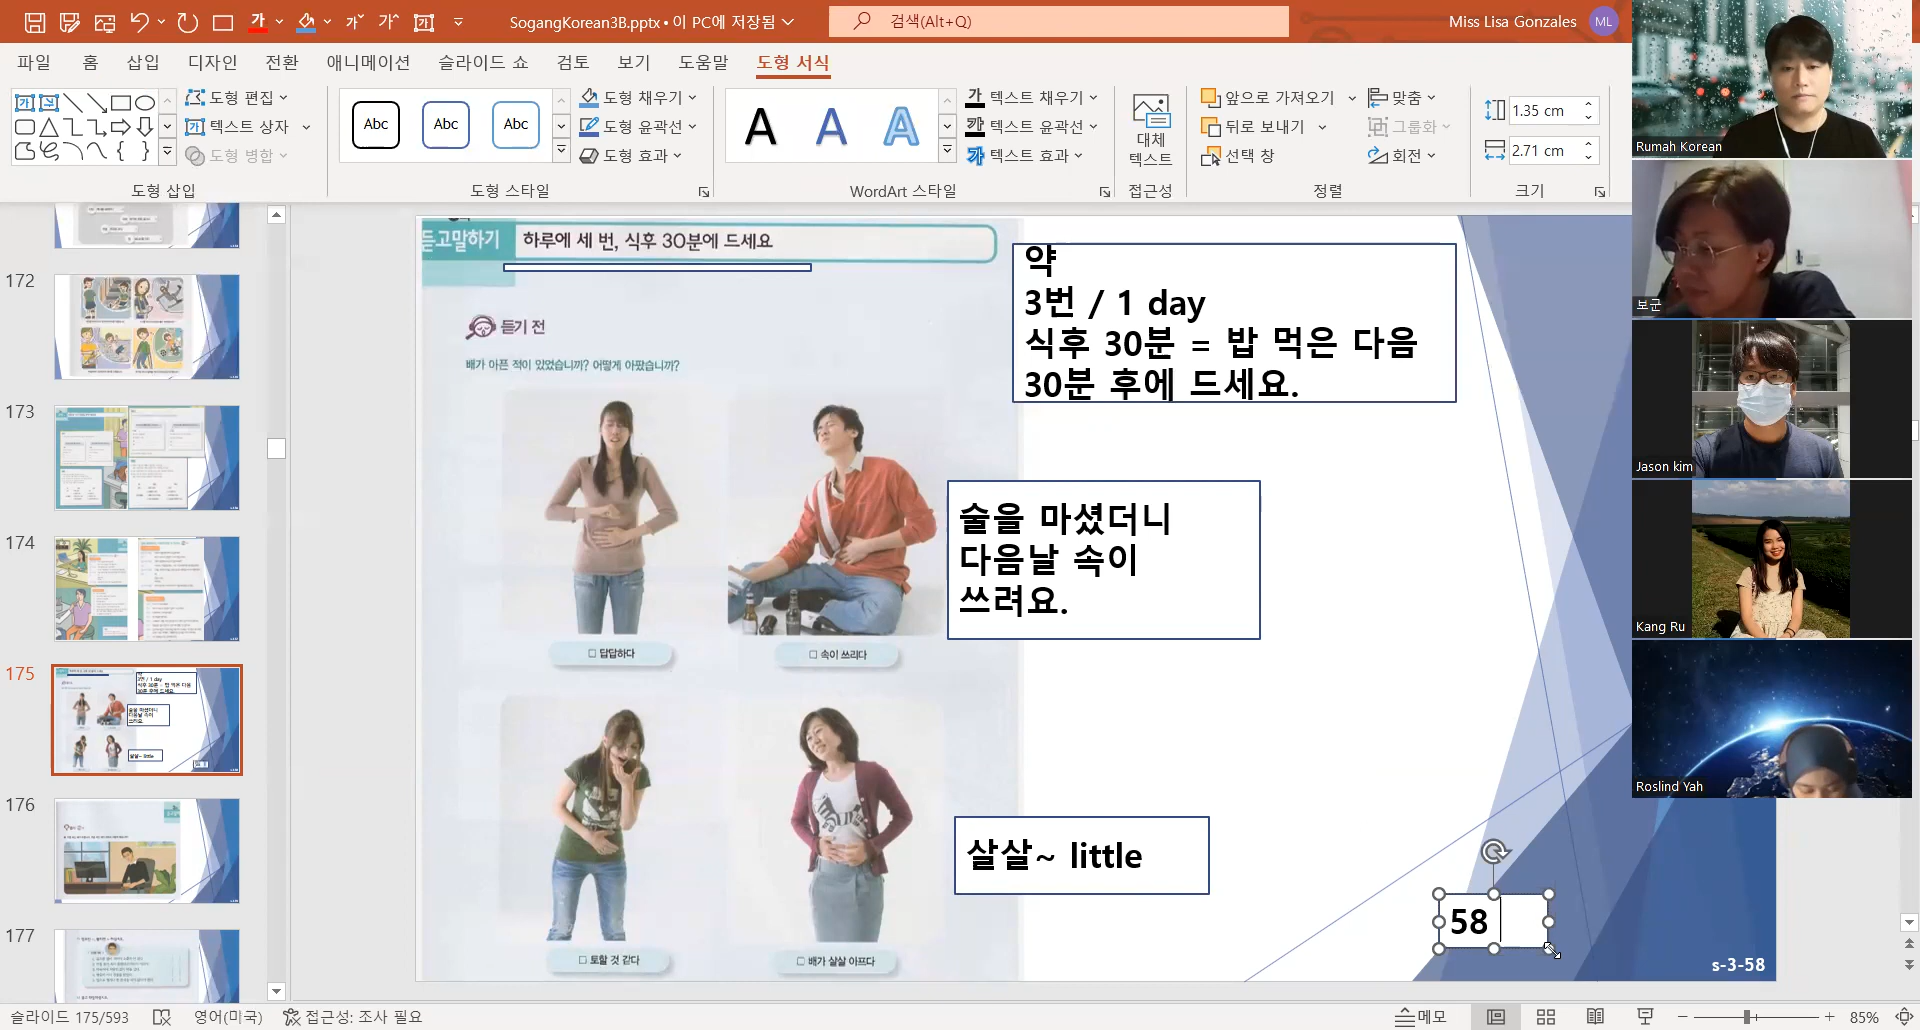 SogangKorean3B.pptx • 이 PC에 저장됨
검색(Alt+Q)
Miss Lisa Gonzales
ML
파일 홈 삽입 디자인 전환 애니메이션 슬라이드 쇼 검토 보기 도움말 도형 서식
도형 편집
텍스트 상자
도형 병합
도형 삽입
Abc Abc Abc
도형 채우기
도형 윤곽선
도형 효과
도형 스타일
A A A
텍스트 채우기
텍스트 윤곽선
텍스트 효과
WordArt 스타일
대체
텍스트
접근성
앞으로 가져오기
뒤로 보내기
선택 창
맞춤
그룹화
회전
정렬
1.35 cm
2.71 cm
크기
172
173
174
175
176
177
듣고말하기
하루에 세 번, 식후 30분에 드세요
듣기 전
배가 아픈 적이 있었습니까? 어떻게 아팠습니까?
□ 답답하다
□ 속이 쓰리다
□ 토할 것 같다
□ 배가 살살 아프다
약
3번 / 1 day
식후 30분 = 밥 먹은 다음
30분 후에 드세요.
술을 마셨더니
다음날 속이
쓰려요.
살살~ little
58
s-3-58
Rumah Korean
보군
Jason kim
Kang Ru
Roslind Yah
슬라이드 175/593
영어(미국)
접근성: 조사 필요
메모
85%